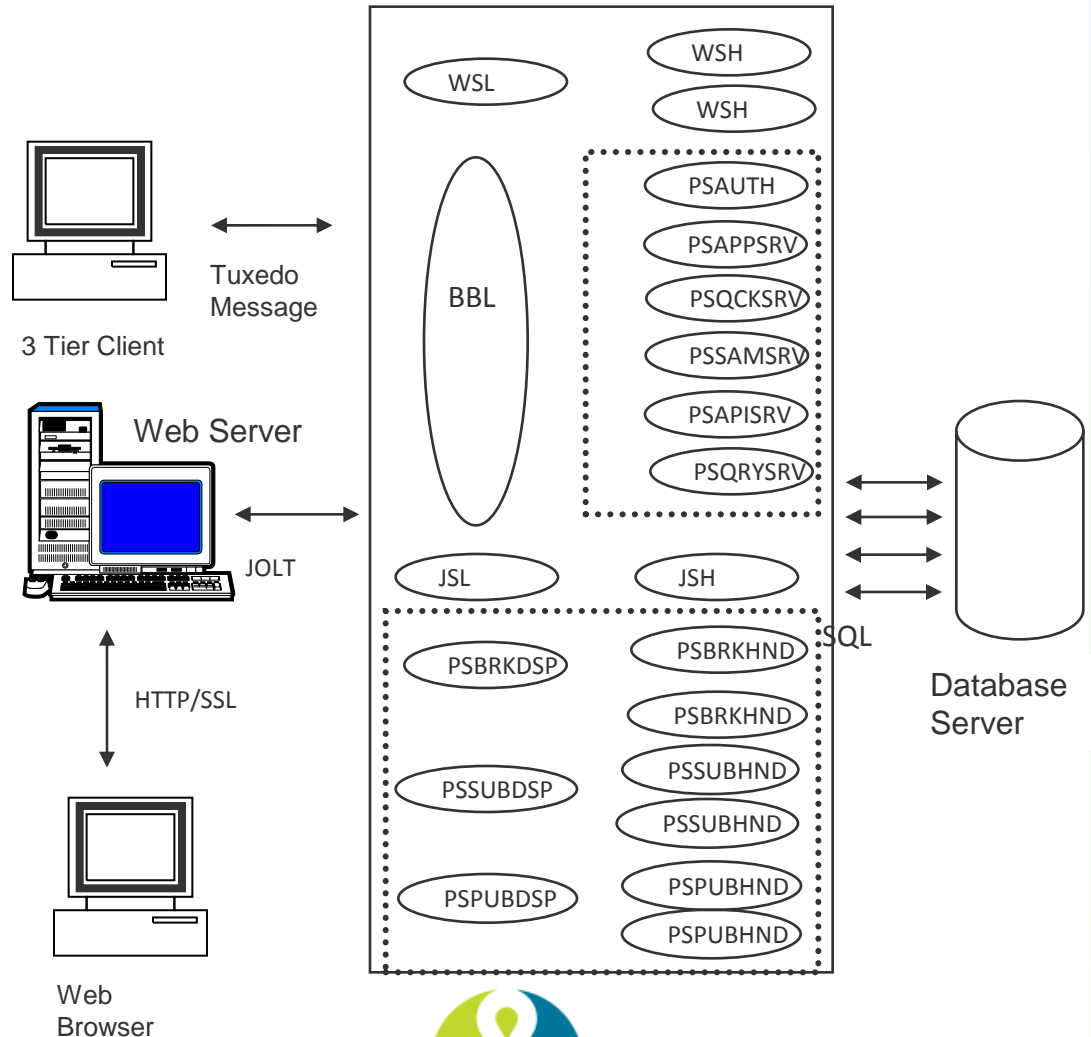 WSL
WSH
WSH
PSAUTH
PSAPPSRV
PSQCKSRV
PSSAMSRV
PSAPISRV
PSQRYSRV
BBL
Tuxedo
Message
3 Tier Client
Web Server
JOLT
JSL
JSH
SQL
PSBRKDSP
PSBRKHND
PSBRKHND
PSSUBDSP
PSSUBHND
PSSUBHND
PSPUBDSP
PSPUBHND
PSPUBHND
Database
Server
HTTP/SSL
Web
Browser